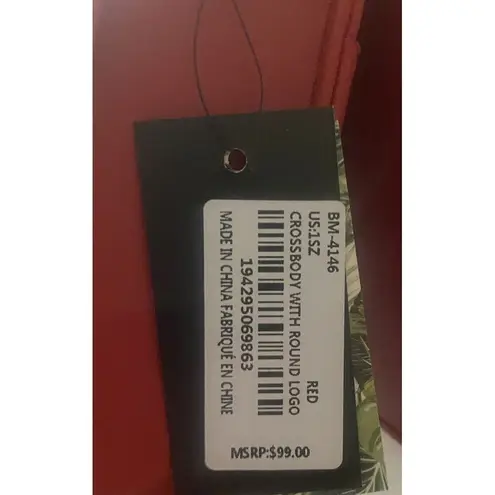 BM-4146
RED
US:1SZ
CROSSBODY WITH ROUND LOGO
194295069863
MADE IN CHINA FABRIQUÉ EN CHINE
MSRP:$99.00